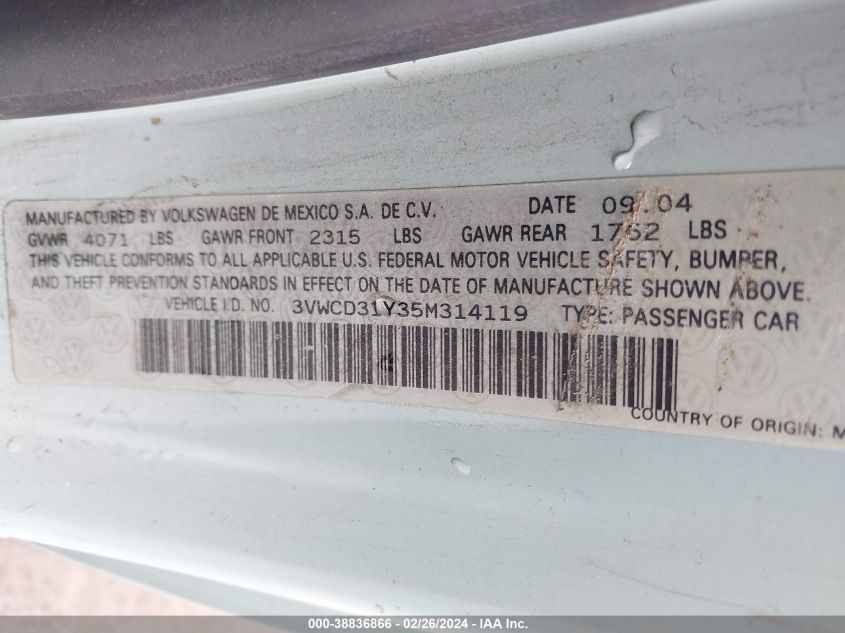 MANUFACTURED BY VOLKSWAGEN DE MEXICO S.A. DE C.V. DATE 09.04
GVWR 4071 LBS GAWR FRONT 2315 LBS GAWR REAR 1762 LBS
THIS VEHICLE CONFORMS TO ALL APPLICABLE U.S. FEDERAL MOTOR VEHICLE SAFETY, BUMPER,
AND THEFT PREVENTION STANDARDS IN EFFECT ON THE DATE OF MANUFACTURE SHOWN ABOVE.
VEHICLE I.D. NO. 3VWCD31Y35M314119 TYPE: PASSENGER CAR
COUNTRY OF ORIGIN: M
000-38836866 - 02/26/2024 - IAA Inc.